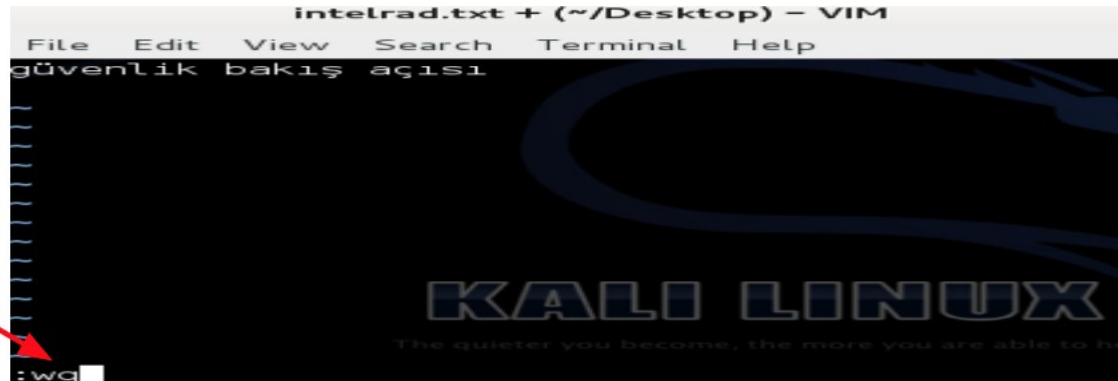 intelrad.txt + (~/Desktop) – VIM
File Edit View Search Terminal Help
güvenlik bakış açısı
~
~
~
~
~
~
~
~
~
~
~
~
~
~
KALI LINUX
The quieter you become, the more you are able to
:wq